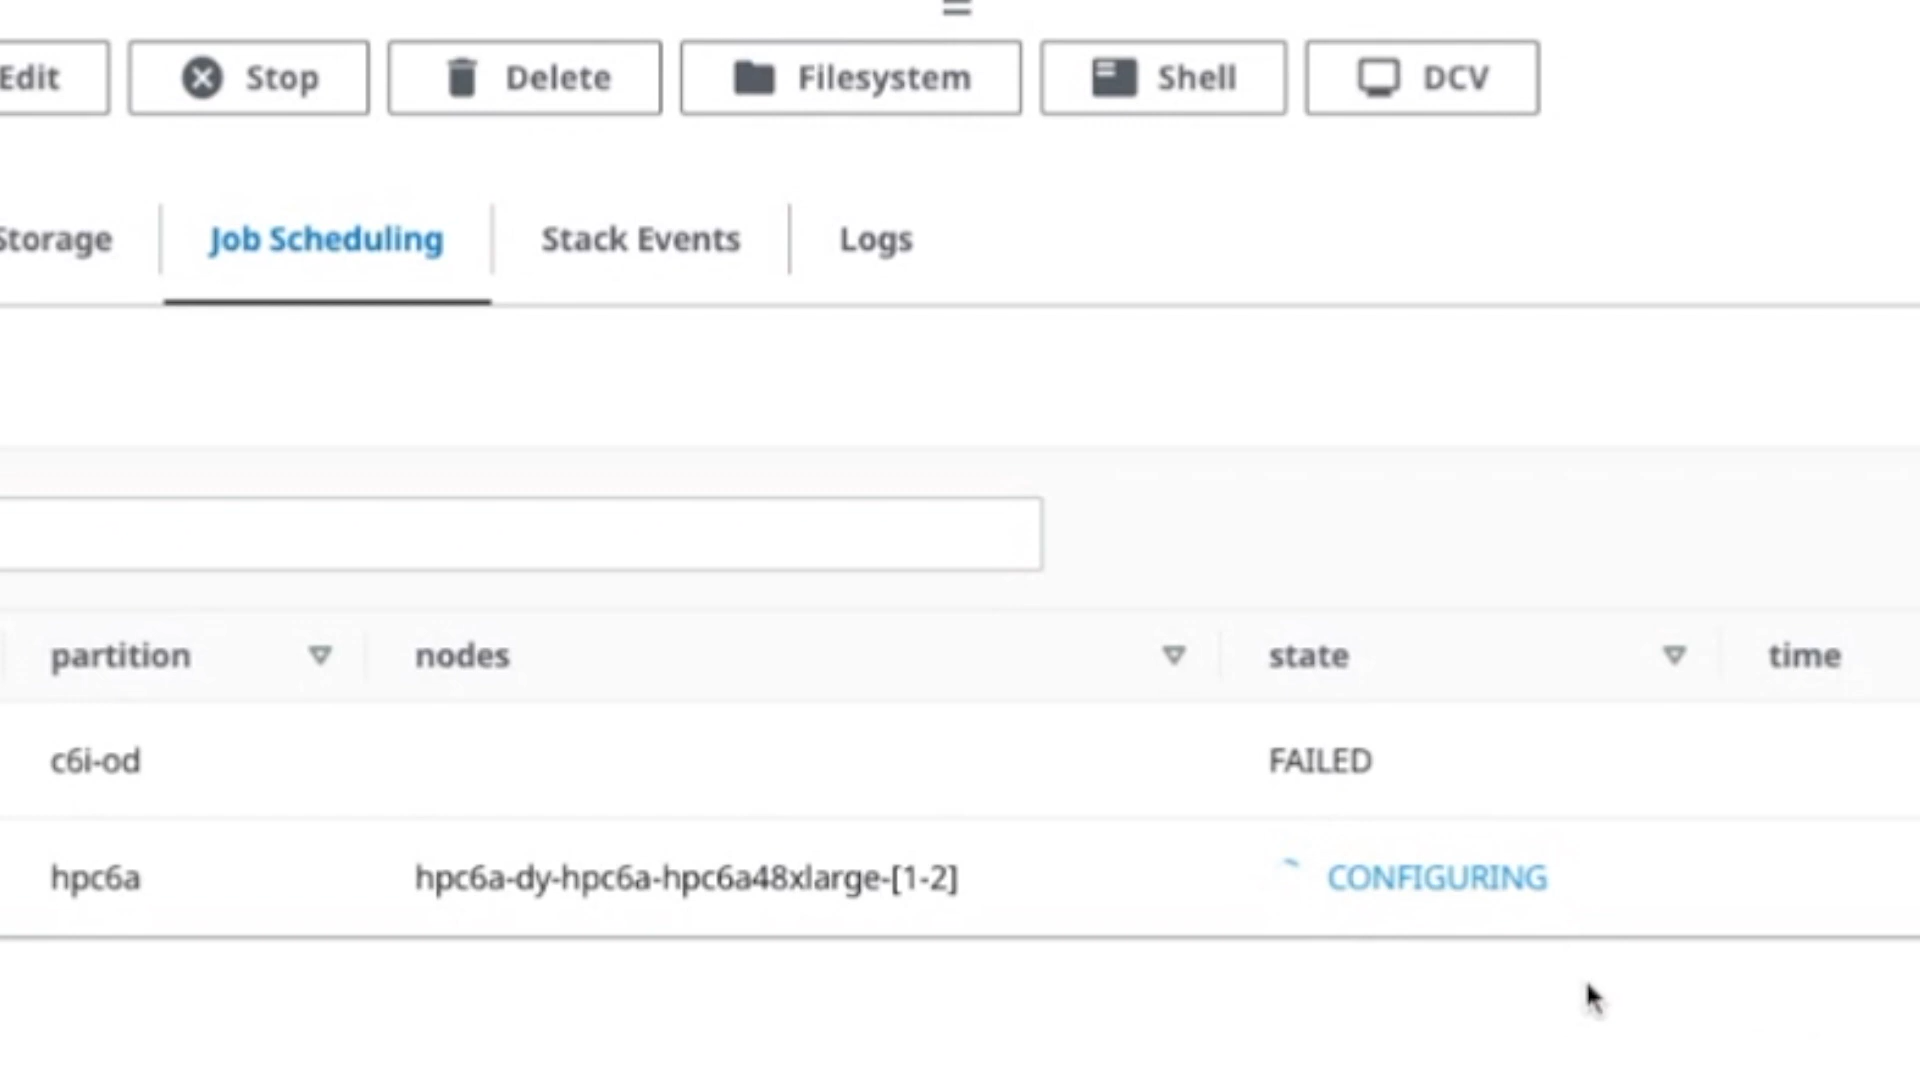 Edit Stop Delete Filesystem Shell DCV
Storage Job Scheduling Stack Events Logs
partition nodes state time
c6i-od FAILED
hpc6a hpc6a-dy-hpc6a-hpc6a48xlarge-[1-2] CONFIGURING